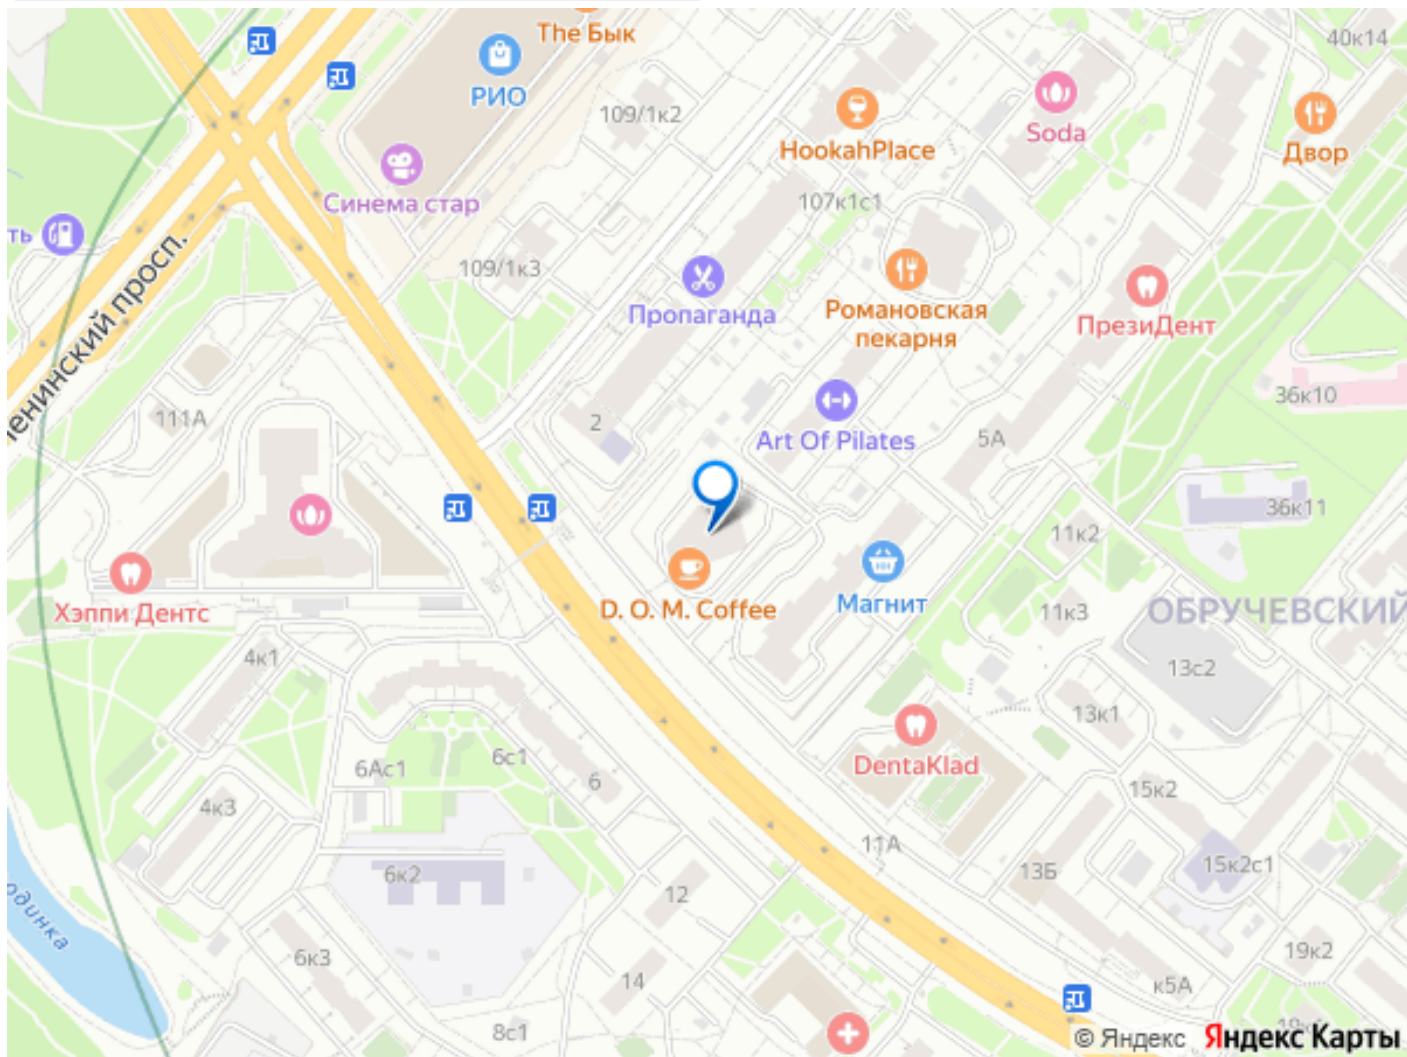 The Бык
РИО
109/1к2
40к14
Soda
HookahPlace
Двор
Синема стар
107к1с1
ть
109/1к3
Пропаганда
Романовская
пекарня
ПрезиДент
Ленинский просп.
111А
2
36к10
Art Of Pilates
5А
36к11
11к2
Хэппи Дентс
D. O. M. Coffee
Магнит
11к3
ОБРУЧЕВСКИЙ
4к1
13с2
13к1
6Ас1
6с1
6
DentaKlad
4к3
15к2
11А
6к2
12
13Б
15к2с1
одинка
6к3
14
19к2
к5А
8с1
© Яндекс
Яндекс Карты